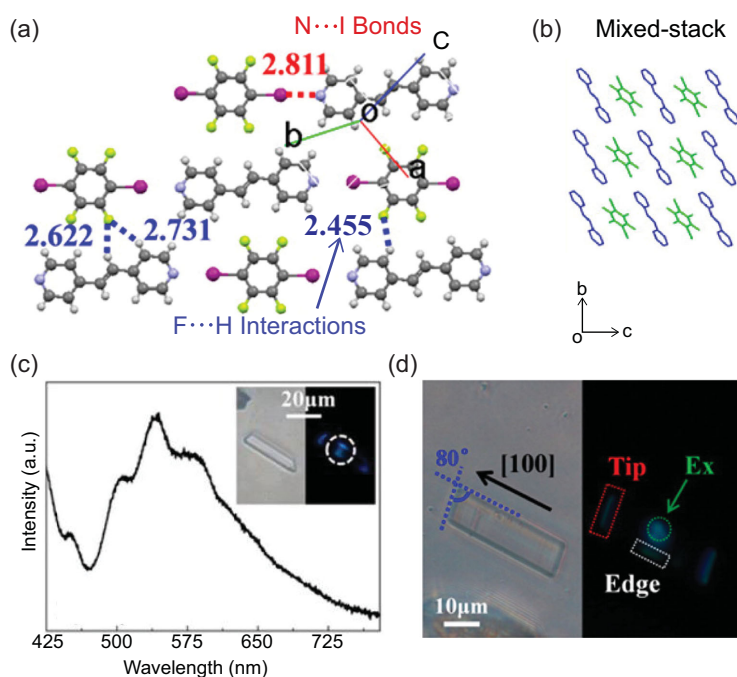 (a)
N···I Bonds
2.811
C
o
b
a
2.622
2.731
2.455
F···H Interactions
(b) Mixed-stack
b
o
c
(c)
Intensity (a.u.)
20μm
425 500 575 650 725
Wavelength (nm)
(d)
80°
[100]
Tip
Ex
Edge
10μm